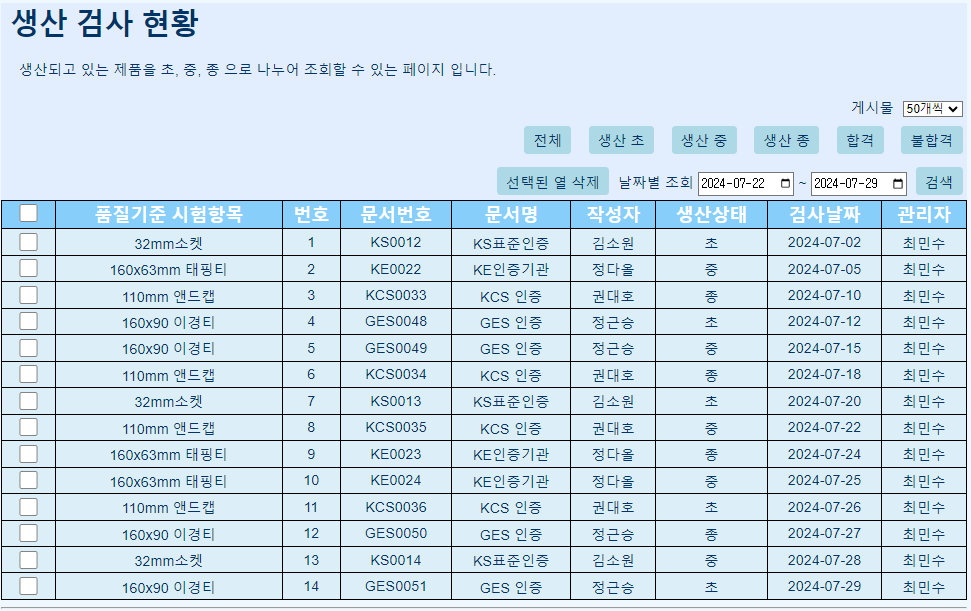 생산 검사 현황
생산되고 있는 제품을 초, 중, 종 으로 나누어 조회할 수 있는 페이지 입니다.
게시물 50개씩
전체 생산 초 생산 중 생산 종 합격 불합격
선택된 열 삭제 날짜별 조회 2024-07-22 ~ 2024-07-29 검색
품질기준 시험항목 번호 문서번호 문서명 작성자 생산상태 검사날짜 관리자
32mm소켓 1 KS0012 KS표준인증 김소원 초 2024-07-02 최민수
160x63mm 태핑티 2 KE0022 KE인증기관 정다올 중 2024-07-05 최민수
110mm 앤드캡 3 KCS0033 KCS 인증 권대호 종 2024-07-10 최민수
160x90 이경티 4 GES0048 GES 인증 정근승 초 2024-07-12 최민수
160x90 이경티 5 GES0049 GES 인증 정근승 중 2024-07-15 최민수
110mm 앤드캡 6 KCS0034 KCS 인증 권대호 종 2024-07-18 최민수
32mm소켓 7 KS0013 KS표준인증 김소원 초 2024-07-20 최민수
110mm 앤드캡 8 KCS0035 KCS 인증 권대호 중 2024-07-22 최민수
160x63mm 태핑티 9 KE0023 KE인증기관 정다올 종 2024-07-24 최민수
160x63mm 태핑티 10 KE0024 KE인증기관 정다올 중 2024-07-25 최민수
110mm 앤드캡 11 KCS0036 KCS 인증 권대호 초 2024-07-26 최민수
160x90 이경티 12 GES0050 GES 인증 정근승 종 2024-07-27 최민수
32mm소켓 13 KS0014 KS표준인증 김소원 중 2024-07-28 최민수
160x90 이경티 14 GES0051 GES 인증 정근승 초 2024-07-29 최민수